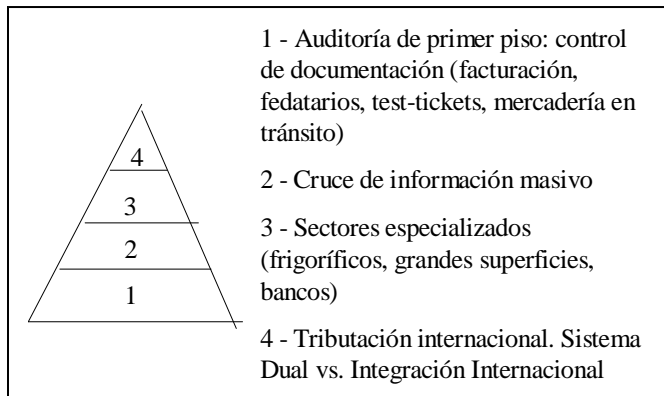 4
3
2
1
1 - Auditoría de primer piso: control
de documentación (facturación,
fedatarios, test-tickets, mercadería en
tránsito)
2 - Cruce de información masivo
3 - Sectores especializados
(frigoríficos, grandes superficies,
bancos)
4 - Tributación internacional. Sistema
Dual vs. Integración Internacional